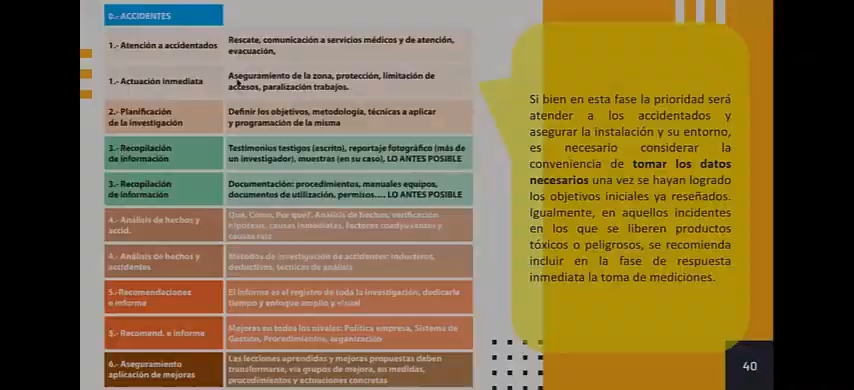 0.- ACCIDENTES
1.- Atención a accidentados
Rescate, comunicación a servicios médicos y de atención,
evacuación,
1.- Actuación inmediata
Aseguramiento de la zona, protección, limitación de
accesos, paralización trabajos.
2.- Planificación
de la investigación
Definir los objetivos, metodología, técnicas a aplicar
y programación de la misma
3.- Recopilación
de información
Testimonios testigos (escrito), reportaje fotográfico (más de
un investigador), muestras (en su caso), LO ANTES POSIBLE
3.- Recopilación
de información
Documentación: procedimientos, manuales equipos,
documentos de utilización, permisos.... LO ANTES POSIBLE
4.- Análisis de hechos y
accid.
Qué, Cómo, Por qué?. Análisis de hechos, verificación
hipótesis, causas inmediatas, factores coadyuvantes y
causas raíz
4.- Análisis de hechos y
accidentes
Métodos de investigación de accidentes: inductivos,
deductivos, técnicas de análisis
5.-Recomendaciones
e informe
El informe es el registro de toda la investigación, dedicarle
tiempo y enfoque amplio y visual
5.- Recomend. e informe
Mejoras en todos los niveles: Política empresa, Sistema de
Gestión, Procedimientos, organización
6.- Aseguramiento
aplicación de mejoras
Las lecciones aprendidas y mejoras propuestas deben
transformarse, vía grupos de mejora, en medidas,
procedimientos y actuaciones concretas
Si bien en esta fase la prioridad será
atender a los accidentados y
asegurar la instalación y su entorno,
es necesario considerar la
conveniencia de tomar los datos
necesarios una vez se hayan logrado
los objetivos iniciales ya reseñados.
Igualmente, en aquellos incidentes
en los que se liberen productos
tóxicos o peligrosos, se recomienda
incluir en la fase de respuesta
inmediata la toma de mediciones.
40